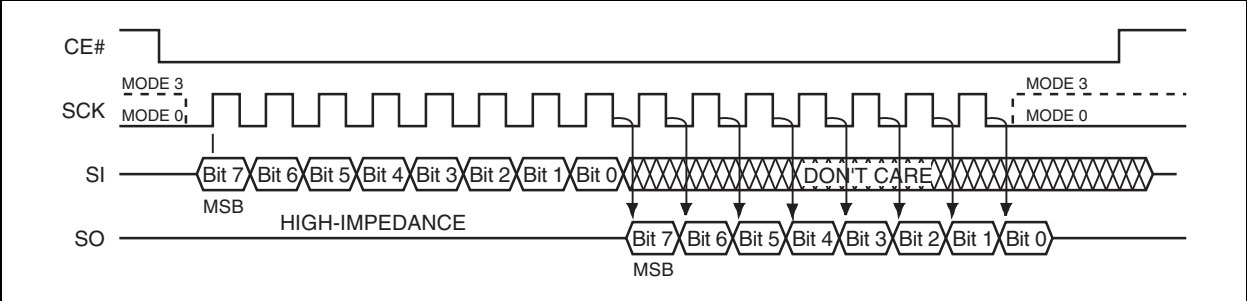 CE#
MODE 3 MODE 3
SCK MODE 0 MODE 0
SI Bit 7 Bit 6 Bit 5 Bit 4 Bit 3 Bit 2 Bit 1 Bit 0 DON'T CARE
MSB
HIGH-IMPEDANCE
SO Bit 7 Bit 6 Bit 5 Bit 4 Bit 3 Bit 2 Bit 1 Bit 0
MSB